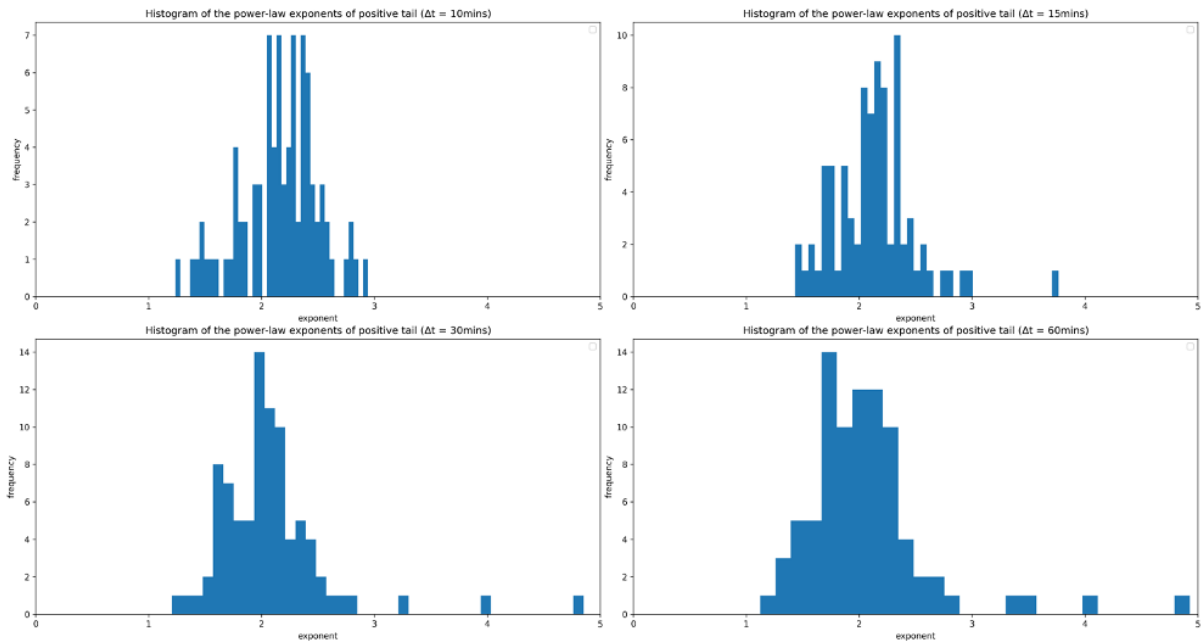 Histogram of the power-law exponents of positive tail (Δt = 10mins)
7
6
5
4
3
2
1
0
frequency
0 1 2 3 4 5
exponent
Histogram of the power-law exponents of positive tail (Δt = 15mins)
10
8
6
4
2
0
frequency
0 1 2 3 4 5
exponent
Histogram of the power-law exponents of positive tail (Δt = 30mins)
14
12
10
8
6
4
2
0
frequency
0 1 2 3 4 5
exponent
Histogram of the power-law exponents of positive tail (Δt = 60mins)
14
12
10
8
6
4
2
0
frequency
0 1 2 3 4 5
exponent